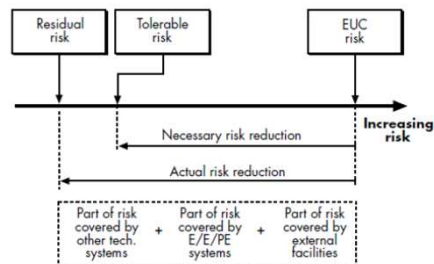 Residual
risk
Tolerable
risk
EUC
risk
Increasing
risk
Necessary risk reduction
Actual risk reduction
Part of risk
covered by
other tech.
systems
+
Part of risk
covered by
E/E/PE
systems
+
Part of risk
covered by
external
facilities